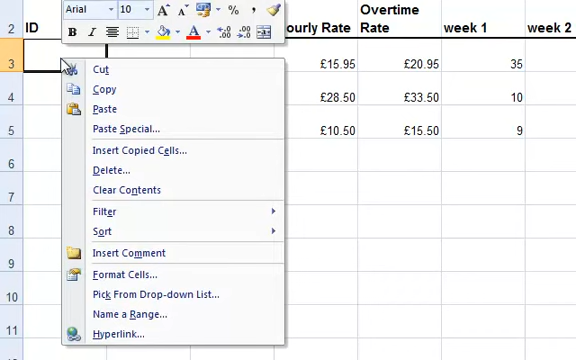 Arial 10 A A % 
B I A .00 .0
ID ourly Rate Overtime Rate week 1 week 2
2
3 £15.95 £20.95 35
4 £28.50 £33.50 10
5 £10.50 £15.50 9
6
7
8
9
10
11
Cut
Copy
Paste
Paste Special...
Insert Copied Cells...
Delete...
Clear Contents
Filter
Sort
Insert Comment
Format Cells...
Pick From Drop-down List...
Name a Range...
Hyperlink...